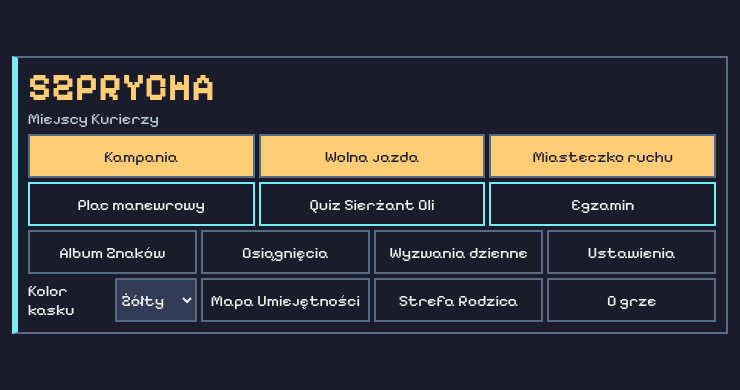 SZPRYCHA
Miejscy Kurierzy
Kampania
Wolna jazda
Miasteczko ruchu
Plac manewrowy
Quiz Sierżant Oli
Egzamin
Album Znaków
Osiągnięcia
Wyzwania dzienne
Ustawienia
Kolor
kasku
Żółty
Mapa Umiejętności
Strefa Rodzica
O grze